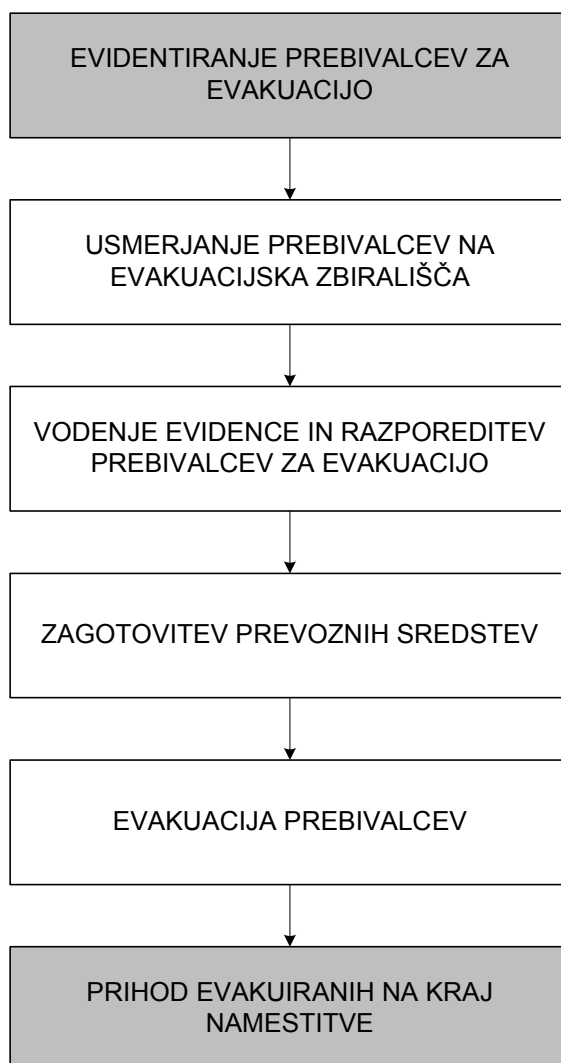 EVIDENTIRANJE PREBIVALCEV ZA
EVAKUACIJO
USMERJANJE PREBIVALCEV NA
EVAKUACIJSKA ZBIRALIŠČA
VODENJE EVIDENCE IN RAZPOREDITEV
PREBIVALCEV ZA EVAKUACIJO
ZAGOTOVITEV PREVOZNIH SREDSTEV
EVAKUACIJA PREBIVALCEV
PRIHOD EVAKUIRANIH NA KRAJ
NAMESTITVE